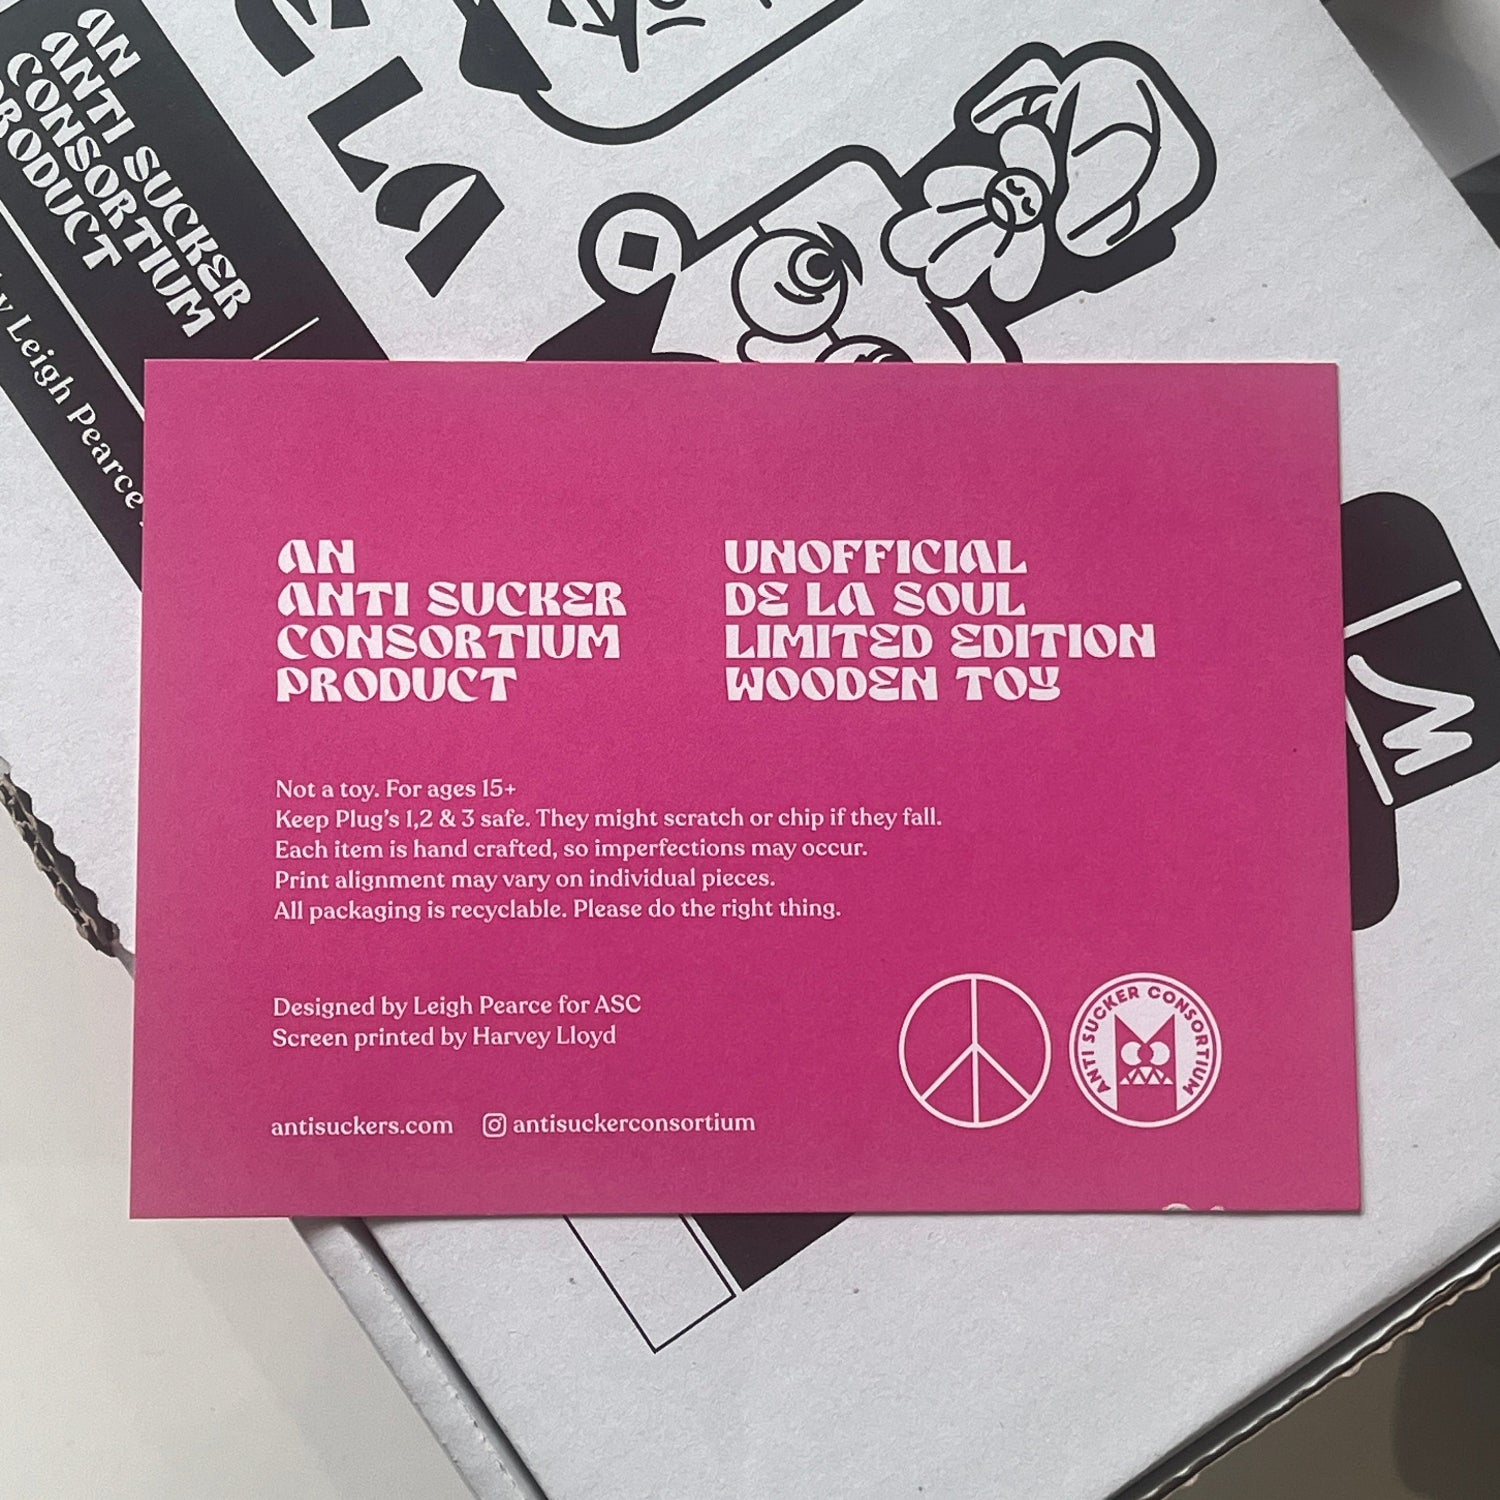 AN
ANTI SUCKER
CONSORTIUM
PRODUCT
Leigh Pearce
LA
AN
ANTI SUCKER
CONSORTIUM
PRODUCT
UNOFFICIAL
DE LA SOUL
LIMITED EDITION
WOODEN TOY
Not a toy. For ages 15+
Keep Plug's 1,2 & 3 safe. They might scratch or chip if they fall.
Each item is hand crafted, so imperfections may occur.
Print alignment may vary on individual pieces.
All packaging is recyclable. Please do the right thing.
Designed by Leigh Pearce for ASC
Screen printed by Harvey Lloyd
antisuckers.com antisuckerconsortium
ANTI SUCKER CONSORTIUM